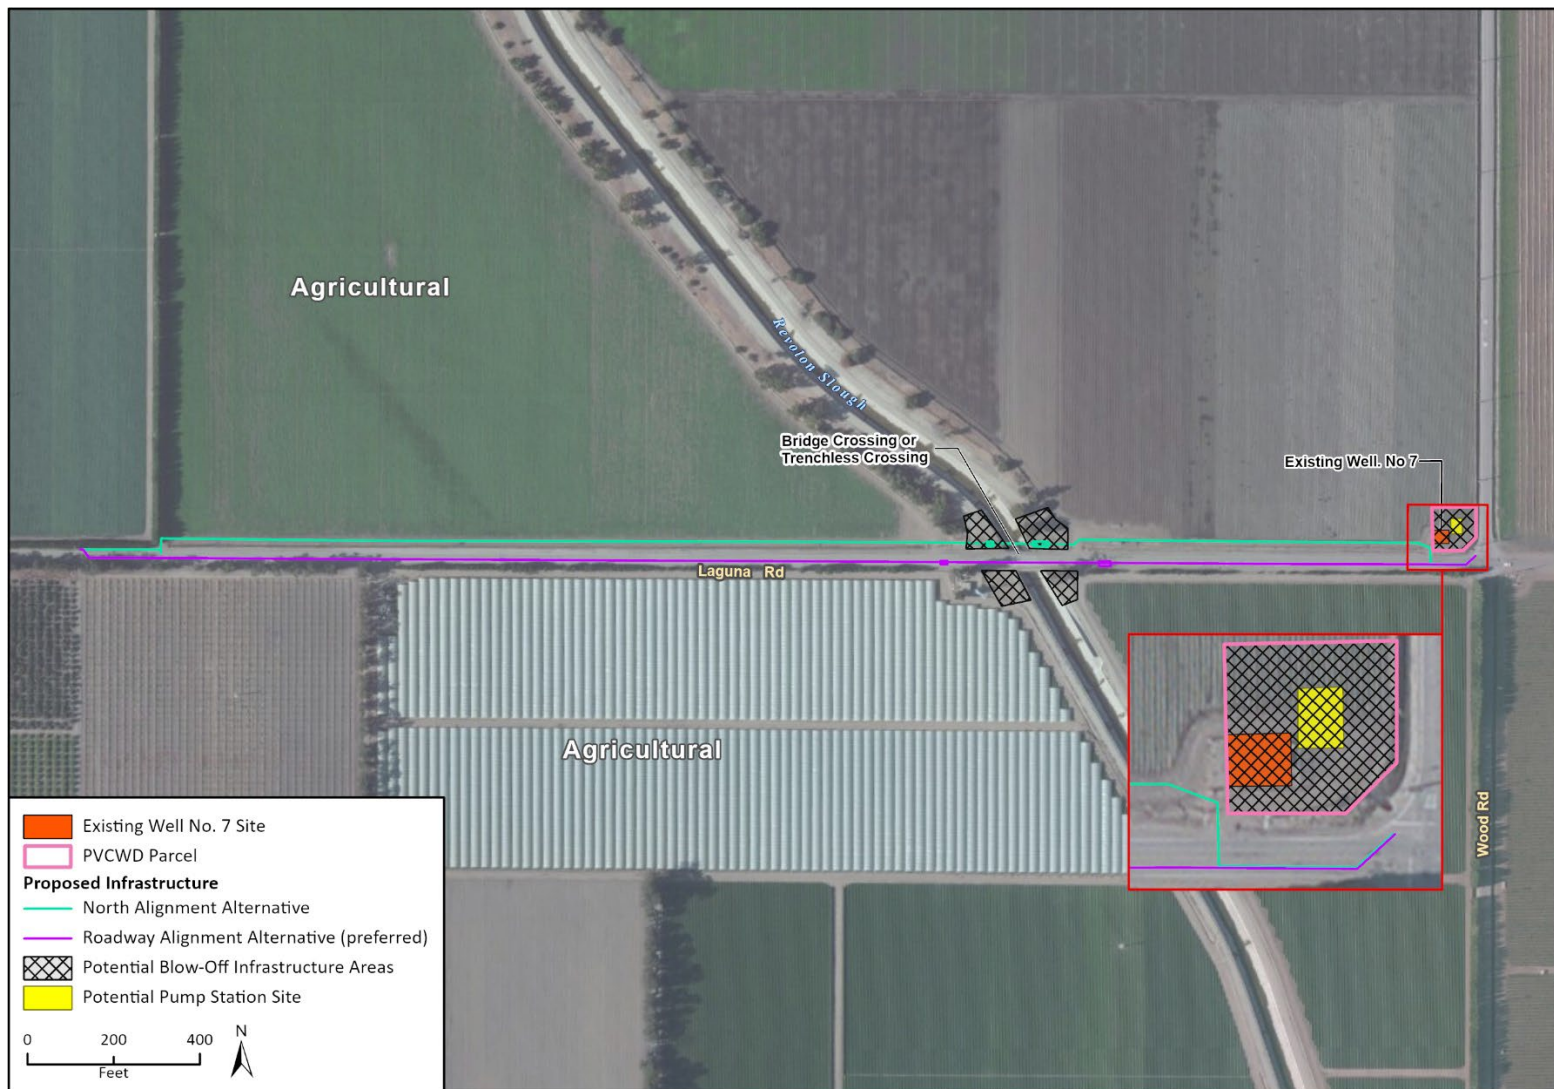 Agricultural
Revolon Slough
Bridge Crossing or
Trenchless Crossing
Existing Well. No 7
Laguna Rd
Agricultural
Wood Rd
Existing Well No. 7 Site
PVCWD Parcel
Proposed Infrastructure
North Alignment Alternative
Roadway Alignment Alternative (preferred)
Potential Blow-Off Infrastructure Areas
Potential Pump Station Site
0 200 400
Feet
N